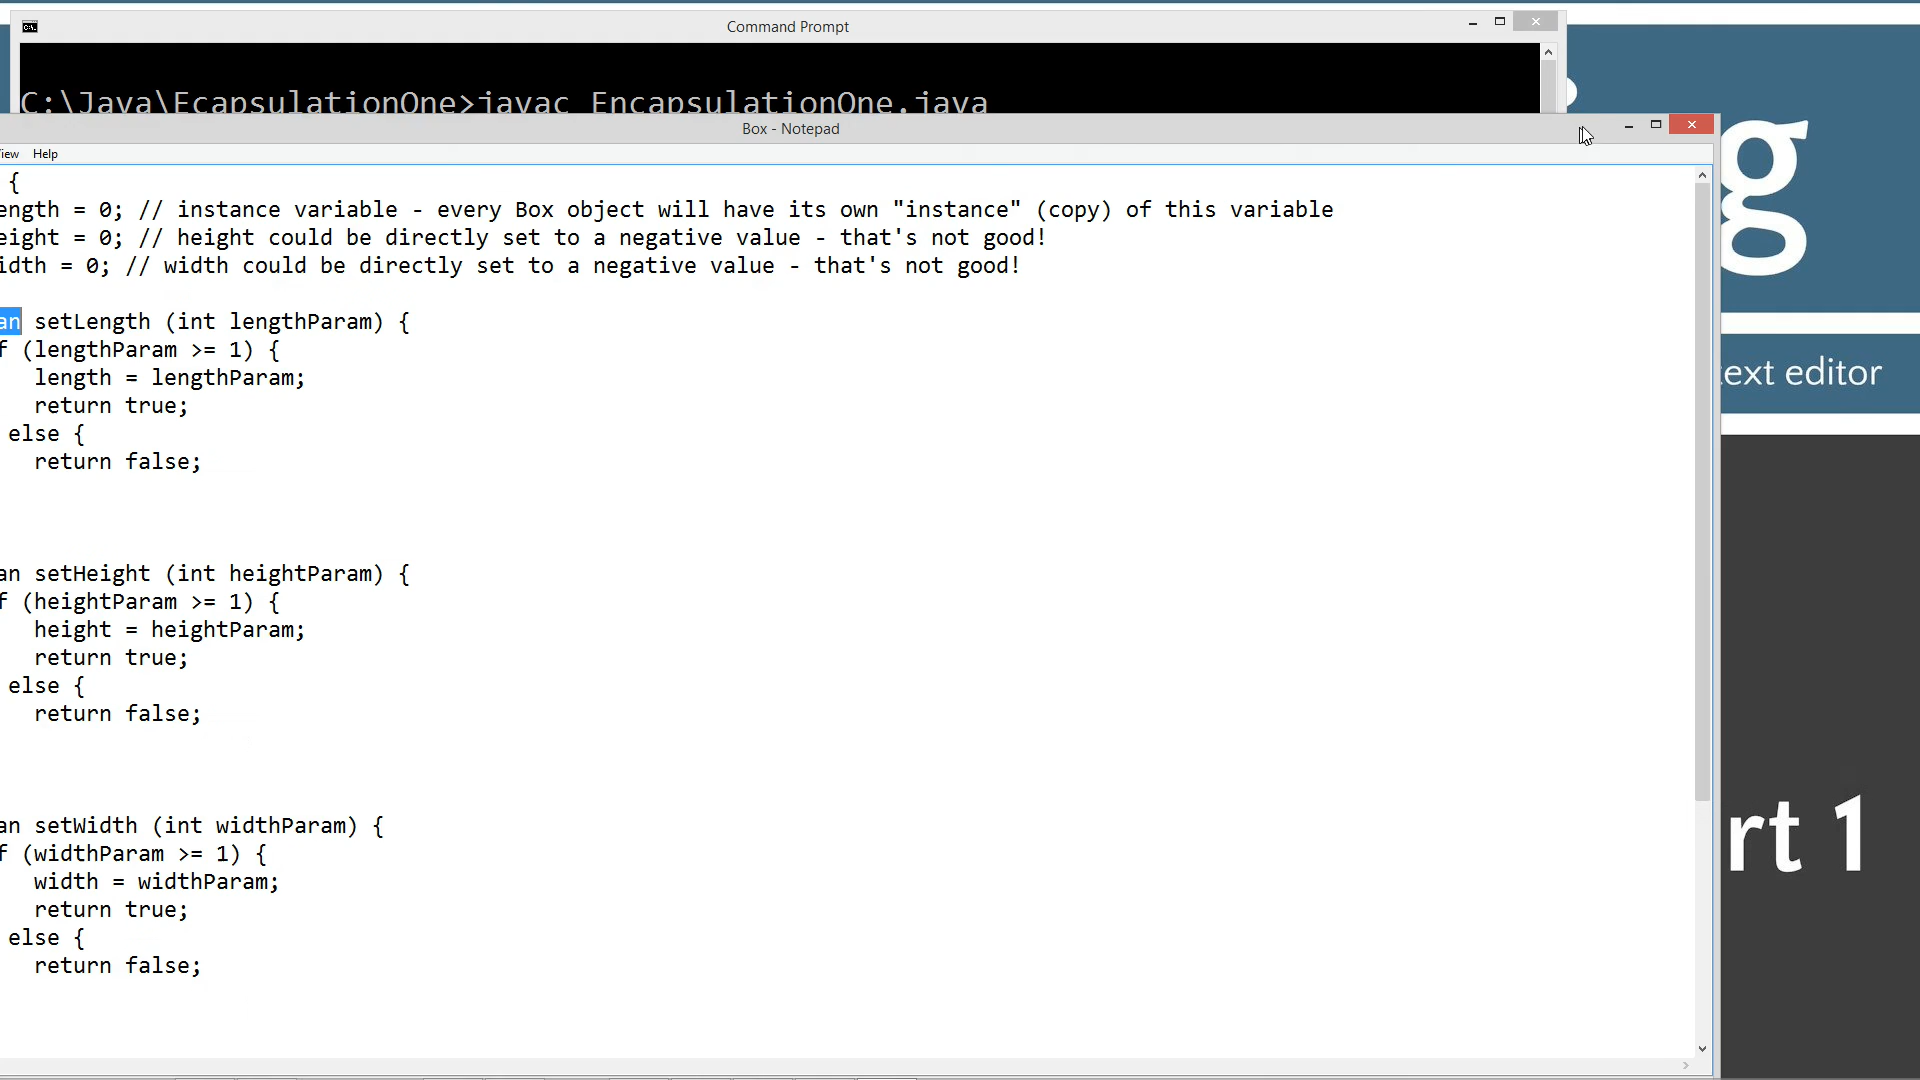 Command Prompt
C:\Java\EcapsulationOne>javac EncapsulationOne.java
Box - Notepad
View Help
{
ength = 0; // instance variable - every Box object will have its own "instance" (copy) of this variable
eight = 0; // height could be directly set to a negative value - that's not good!
idth = 0; // width could be directly set to a negative value - that's not good!
an setLength (int lengthParam) {
f (lengthParam >= 1) {
length = lengthParam;
return true;
else {
return false;
an setHeight (int heightParam) {
f (heightParam >= 1) {
height = heightParam;
return true;
else {
return false;
an setWidth (int widthParam) {
f (widthParam >= 1) {
width = widthParam;
return true;
else {
return false;
g
text editor
rt 1